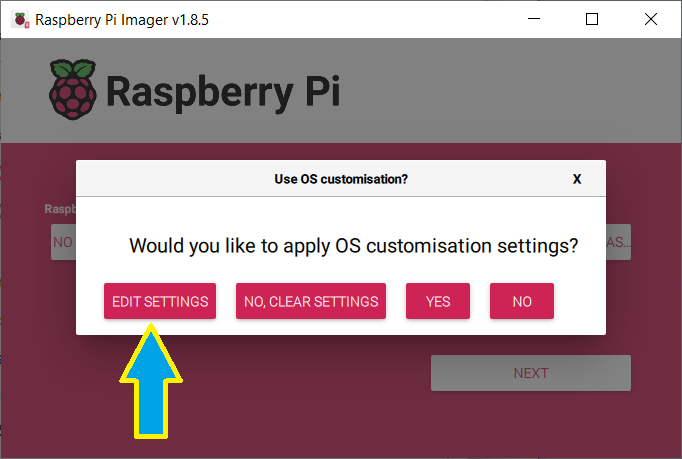 Raspberry Pi Imager v1.8.5
Raspberry Pi
Use OS customisation? X
Raspb
NO
AS...
Would you like to apply OS customisation settings?
EDIT SETTINGS NO, CLEAR SETTINGS YES NO
NEXT